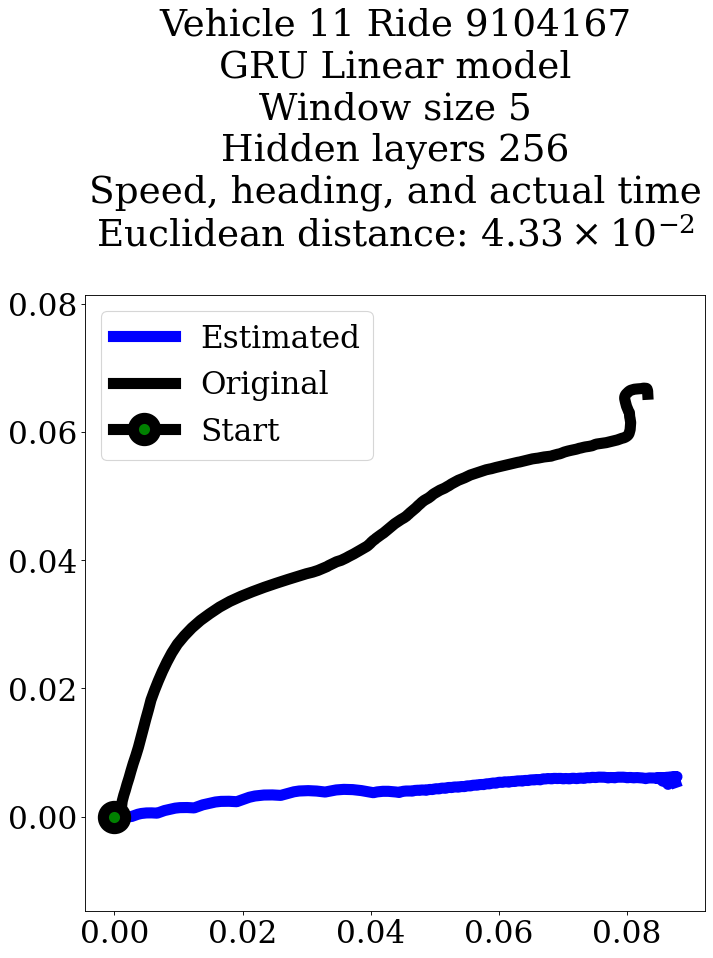 Vehicle 11 Ride 9104167
GRU Linear model
Window size 5
Hidden layers 256
Speed, heading, and actual time
Euclidean distance: 4.33 × 10⁻²
0.08
0.06
0.04
0.02
0.00
Estimated
Original
Start
0.00 0.02 0.04 0.06 0.08